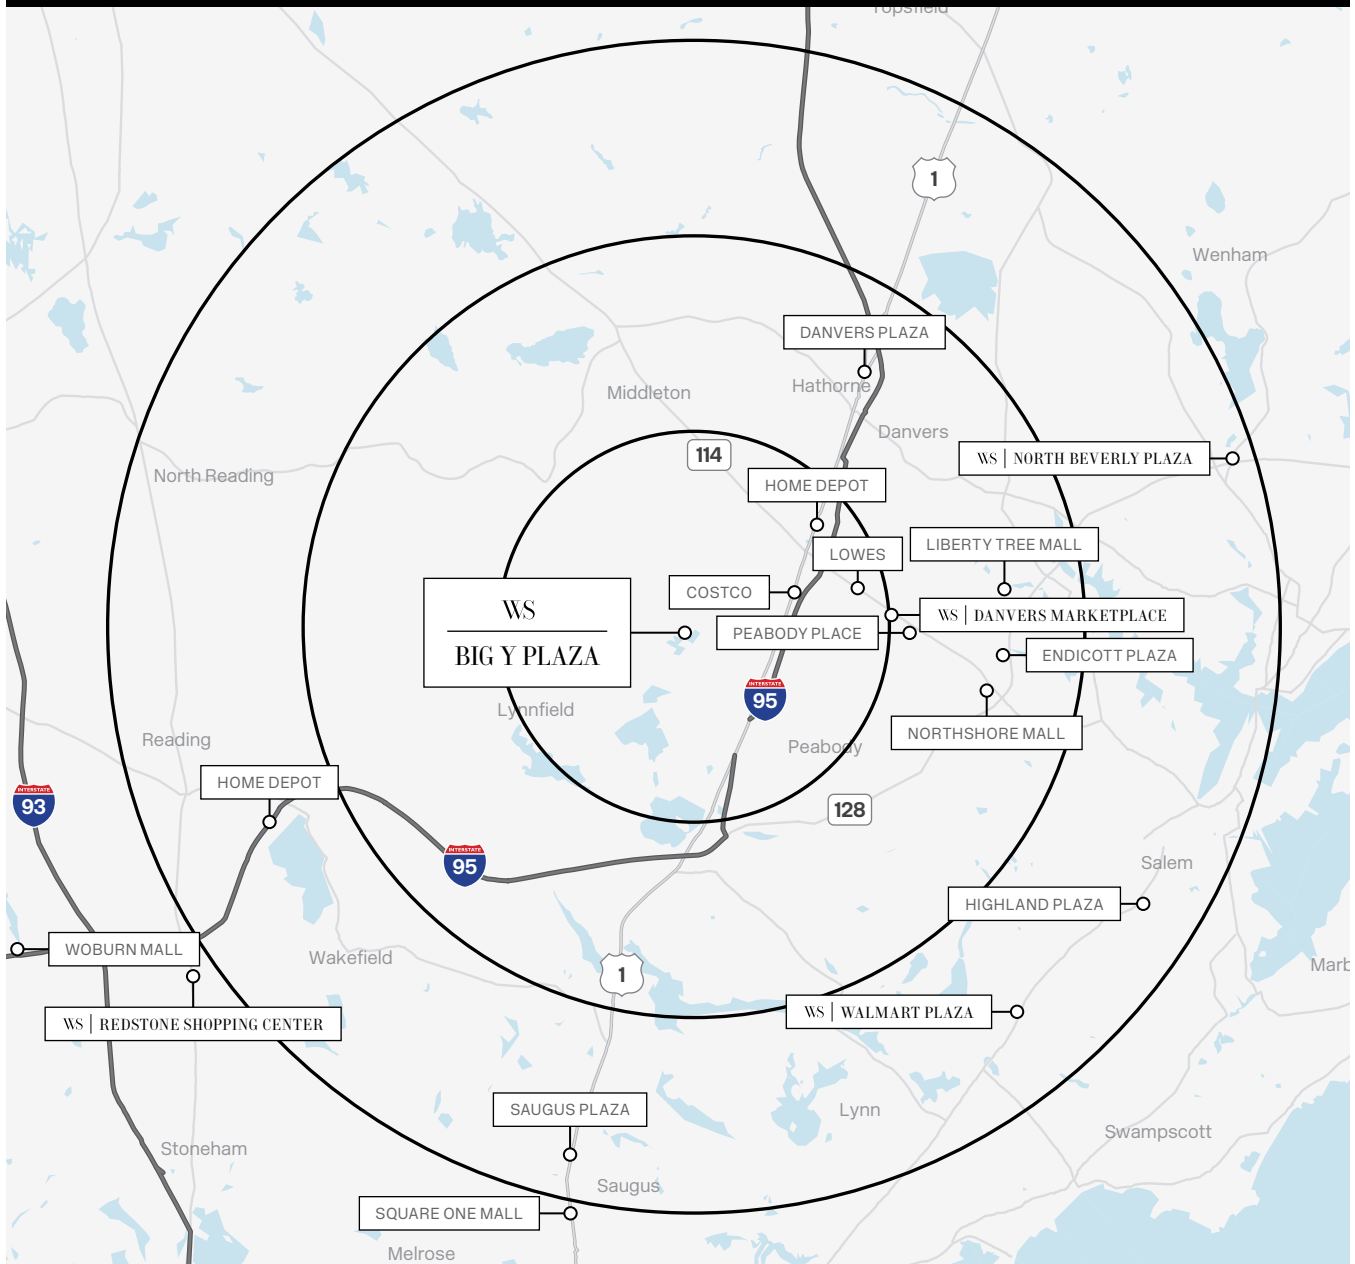 Topsfield
1
Wenham
DANVERS PLAZA
Hathorne
Middleton
Danvers
114
WS | NORTH BEVERLY PLAZA
North Reading
HOME DEPOT
LOWES
LIBERTY TREE MALL
COSTCO
WS
BIG Y PLAZA
WS | DANVERS MARKETPLACE
PEABODY PLACE
ENDICOTT PLAZA
INTERSTATE
95
Lynnfield
NORTHSHORE MALL
Reading
Peabody
HOME DEPOT
INTERSTATE
93
128
INTERSTATE
95
Salem
HIGHLAND PLAZA
WOBURN MALL
Wakefield
Marb
1
WS | REDSTONE SHOPPING CENTER
WS | WALMART PLAZA
SAUGUS PLAZA
Lynn
Swampscott
Stoneham
Saugus
SQUARE ONE MALL
Melrose